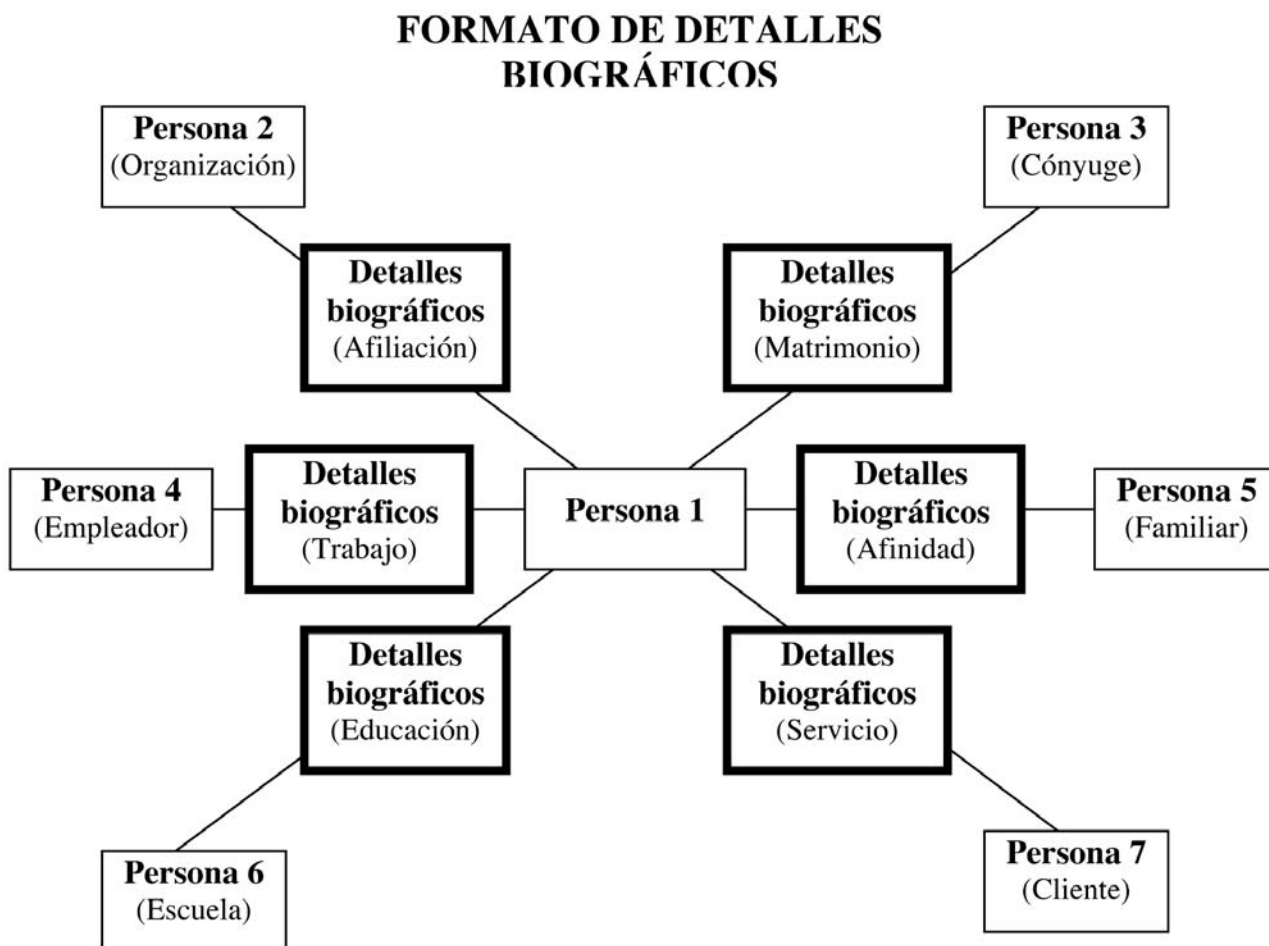 FORMATO DE DETALLES
BIOGRÁFICOS
Persona 2
(Organización)
Persona 3
(Cónyuge)
Detalles
biográficos
(Afiliación)
Detalles
biográficos
(Matrimonio)
Persona 4
(Empleador)
Detalles
biográficos
(Trabajo)
Persona 1
Detalles
biográficos
(Afinidad)
Persona 5
(Familiar)
Detalles
biográficos
(Educación)
Detalles
biográficos
(Servicio)
Persona 6
(Escuela)
Persona 7
(Cliente)